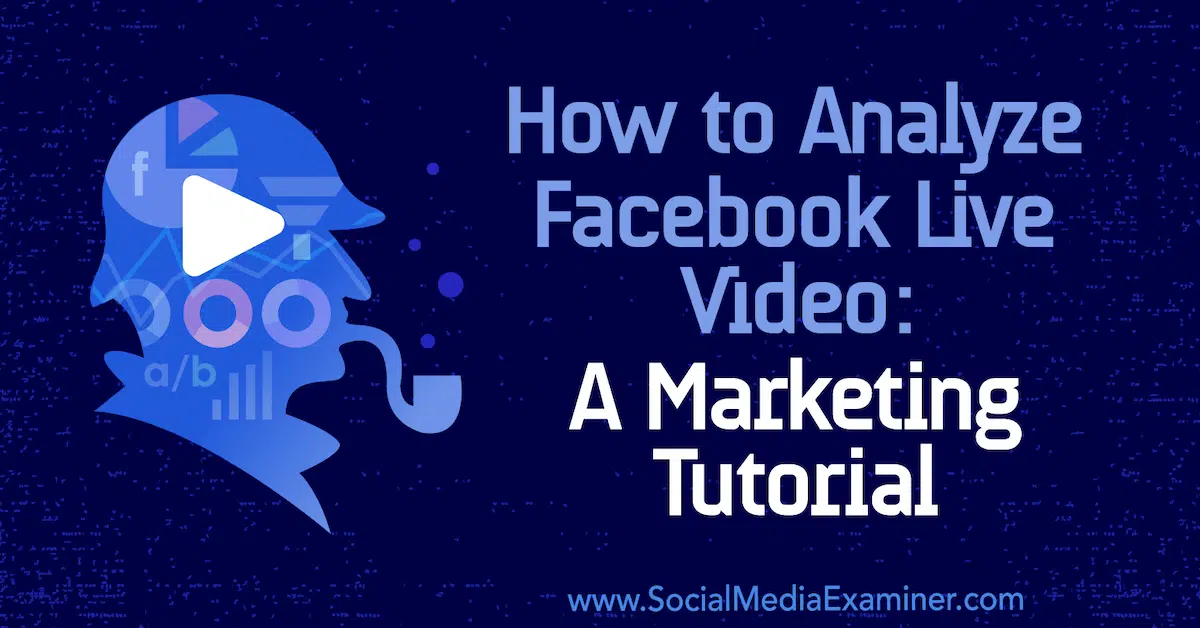 f
a/b
How to Analyze
Facebook Live
Video:
A Marketing
Tutorial
www.SocialMediaExaminer.com